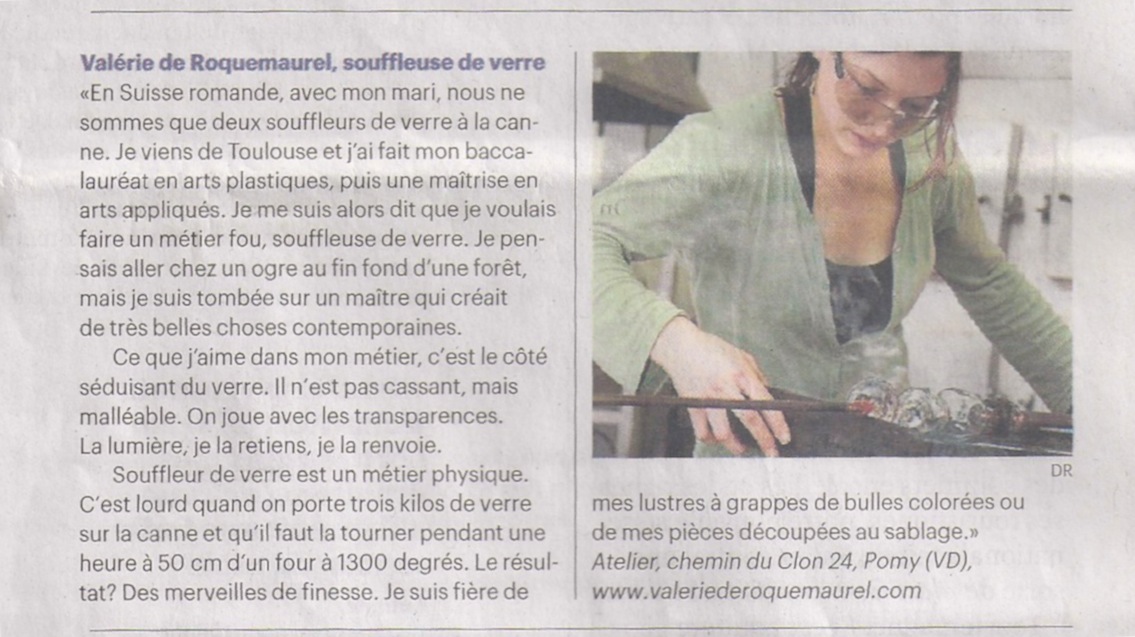 Valérie de Roquemaurel, souffleuse de verre
«En Suisse romande, avec mon mari, nous ne
sommes que deux souffleurs de verre à la can-
ne. Je viens de Toulouse et j’ai fait mon bacca-
lauréat en arts plastiques, puis une maîtrise en
arts appliqués. Je me suis alors dit que je voulais
faire un métier fou, souffleuse de verre. Je pen-
sais aller chez un ogre au fin fond d’une forêt,
mais je suis tombée sur un maître qui créait
de très belles choses contemporaines.
Ce que j’aime dans mon métier, c’est le côté
séduisant du verre. Il n’est pas cassant, mais
malléable. On joue avec les transparences.
La lumière, je la retiens, je la renvoie.
Souffleur de verre est un métier physique.
C’est lourd quand on porte trois kilos de verre
sur la canne et qu’il faut la tourner pendant une
heure à 50 cm d’un four à 1300 degrés. Le résul-
tat? Des merveilles de finesse. Je suis fière de
DR
mes lustres à grappes de bulles colorées ou
de mes pièces découpées au sablage.»
Atelier, chemin du Clon 24, Pomy (VD),
www.valeriederoquemaurel.com